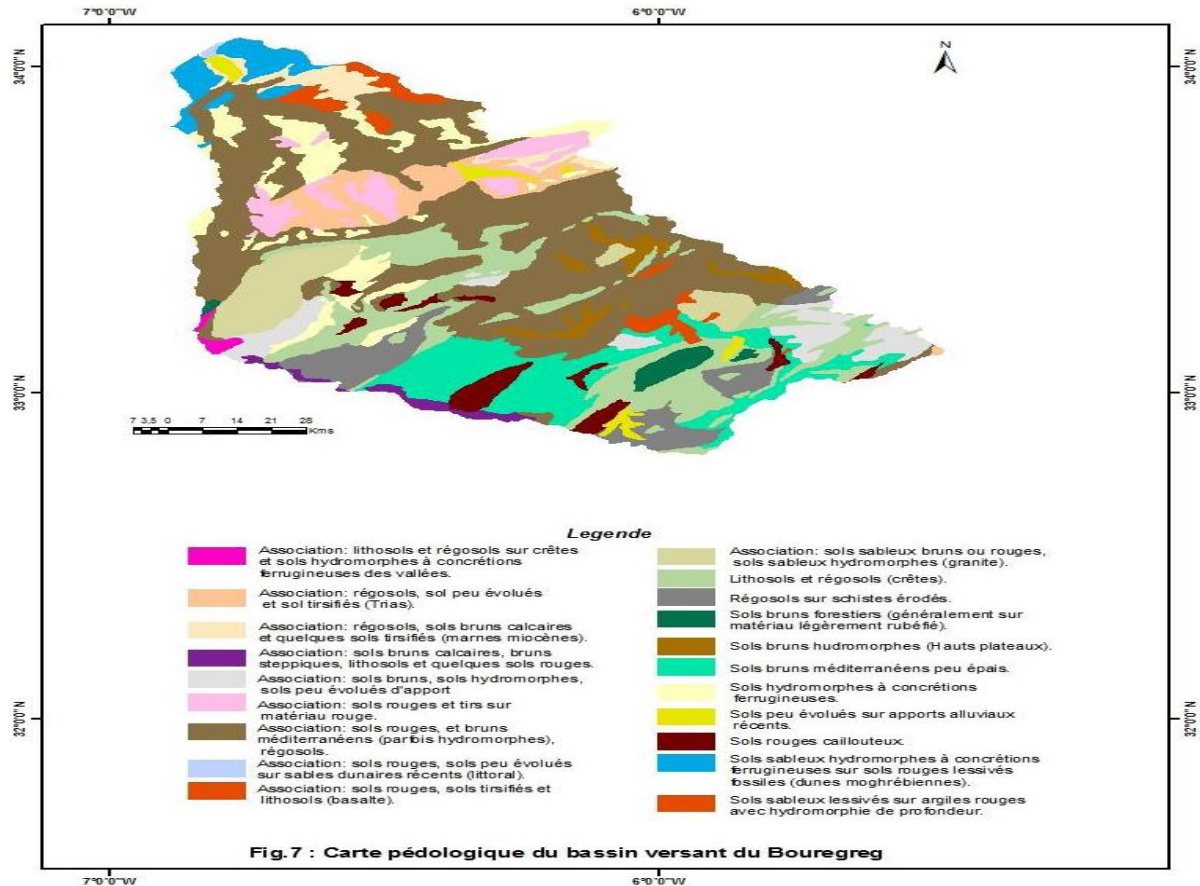 7°0'0"W 6°0'0"W
N
34°0'0"N 34°0'0"N
33°0'0"N 33°0'0"N
7 3,5 0 7 14 21 28
Kms
32°0'0"N 32°0'0"N
Legende
Association: lithosols et régosols sur crêtes
et sols hydromorphes à concrétions
ferrugineuses des vallées.
Association: régosols, sol peu évolués
et sol tirsifiés (Trias).
Association: régosols, sols bruns calcaires
et quelques sols tirsifiés (marnes miocènes).
Association: sols bruns calcaires, bruns
steppiques, lithosols et quelques sols rouges.
Association: sols bruns, sols hydromorphes,
sols peu évolués d'apport
Association: sols rouges et tirs sur
matériau rouge.
Association: sols rouges, et bruns
méditerranéens (parfois hydromorphes),
régosols.
Association: sols rouges, sols peu évolués
sur sables dunaires récents (littoral).
Association: sols rouges, sols tirsifiés et
lithosols (basalte).
Association: sols sableux bruns ou rouges,
sols sableux hydromorphes (granite).
Lithosols et régosols (crêtes).
Régosols sur schistes érodés.
Sols bruns forestiers (généralement sur
matériau légèrement rubéfié).
Sols bruns hudromorphes (Hauts plateaux).
Sols bruns méditerranéens peu épais.
Sols hydromorphes à concrétions
ferrugineuses.
Sols peu évolués sur apports alluviaux
récents.
Sols rouges caillouteux.
Sols sableux hydromorphes à concrétions
ferrugineuses sur sols rouges lessivés
fossiles (dunes moghrébiennes).
Sols sableux lessivés sur argiles rouges
avec hydromorphie de profondeur.
Fig.7 : Carte pédologique du bassin versant du Bouregreg
7°0'0"W 6°0'0"W